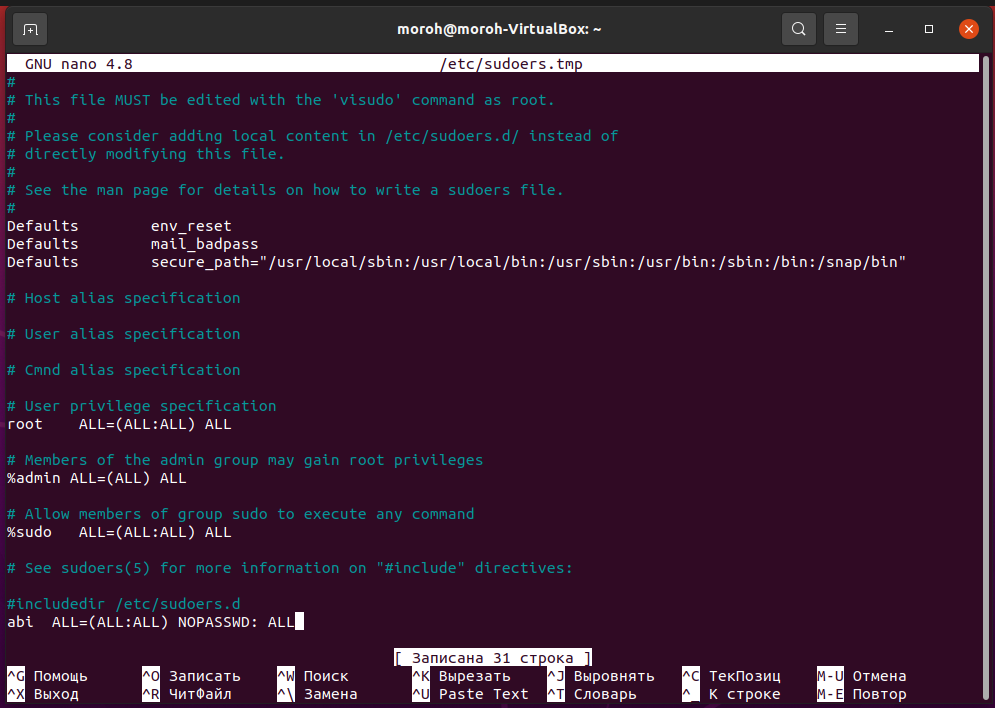 moroh@moroh-VirtualBox: ~
GNU nano 4.8 /etc/sudoers.tmp
#
# This file MUST be edited with the 'visudo' command as root.
#
# Please consider adding local content in /etc/sudoers.d/ instead of
# directly modifying this file.
#
# See the man page for details on how to write a sudoers file.
#
Defaults        env_reset
Defaults        mail_badpass
Defaults        secure_path="/usr/local/sbin:/usr/local/bin:/usr/sbin:/usr/bin:/sbin:/bin:/snap/bin"
# Host alias specification
# User alias specification
# Cmnd alias specification
# User privilege specification
root    ALL=(ALL:ALL) ALL
# Members of the admin group may gain root privileges
%admin ALL=(ALL) ALL
# Allow members of group sudo to execute any command
%sudo   ALL=(ALL:ALL) ALL
# See sudoers(5) for more information on "#include" directives:
#includedir /etc/sudoers.d
abi  ALL=(ALL:ALL) NOPASSWD: ALL
[ Записана 31 строка ]
^G Помощь ^O Записать ^W Поиск ^K Вырезать ^J Выровнять ^C ТекПозиц M-U Отмена
^X Выход ^R ЧитФайл ^\ Замена ^U Paste Text ^T Словарь ^_ К строке M-E Повтор